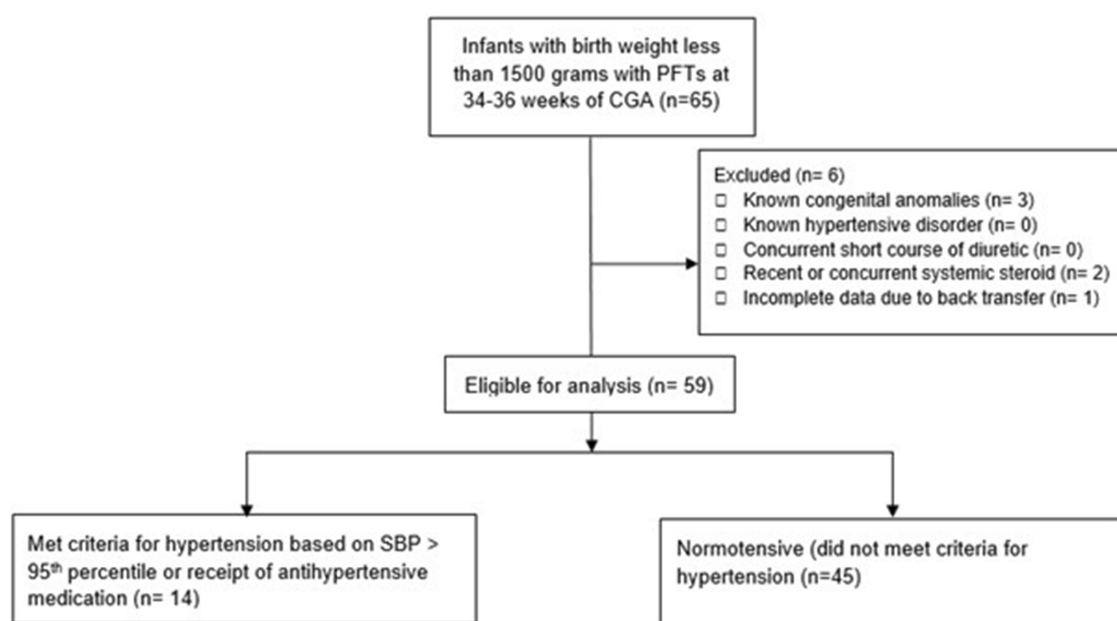 Infants with birth weight less
than 1500 grams with PFTs at
34-36 weeks of CGA (n=65)
Excluded (n= 6)
□ Known congenital anomalies (n= 3)
□ Known hypertensive disorder (n= 0)
□ Concurrent short course of diuretic (n= 0)
□ Recent or concurrent systemic steroid (n= 2)
□ Incomplete data due to back transfer (n= 1)
Eligible for analysis (n= 59)
Met criteria for hypertension based on SBP >
95th percentile or receipt of antihypertensive
medication (n= 14)
Normotensive (did not meet criteria for
hypertension (n=45)